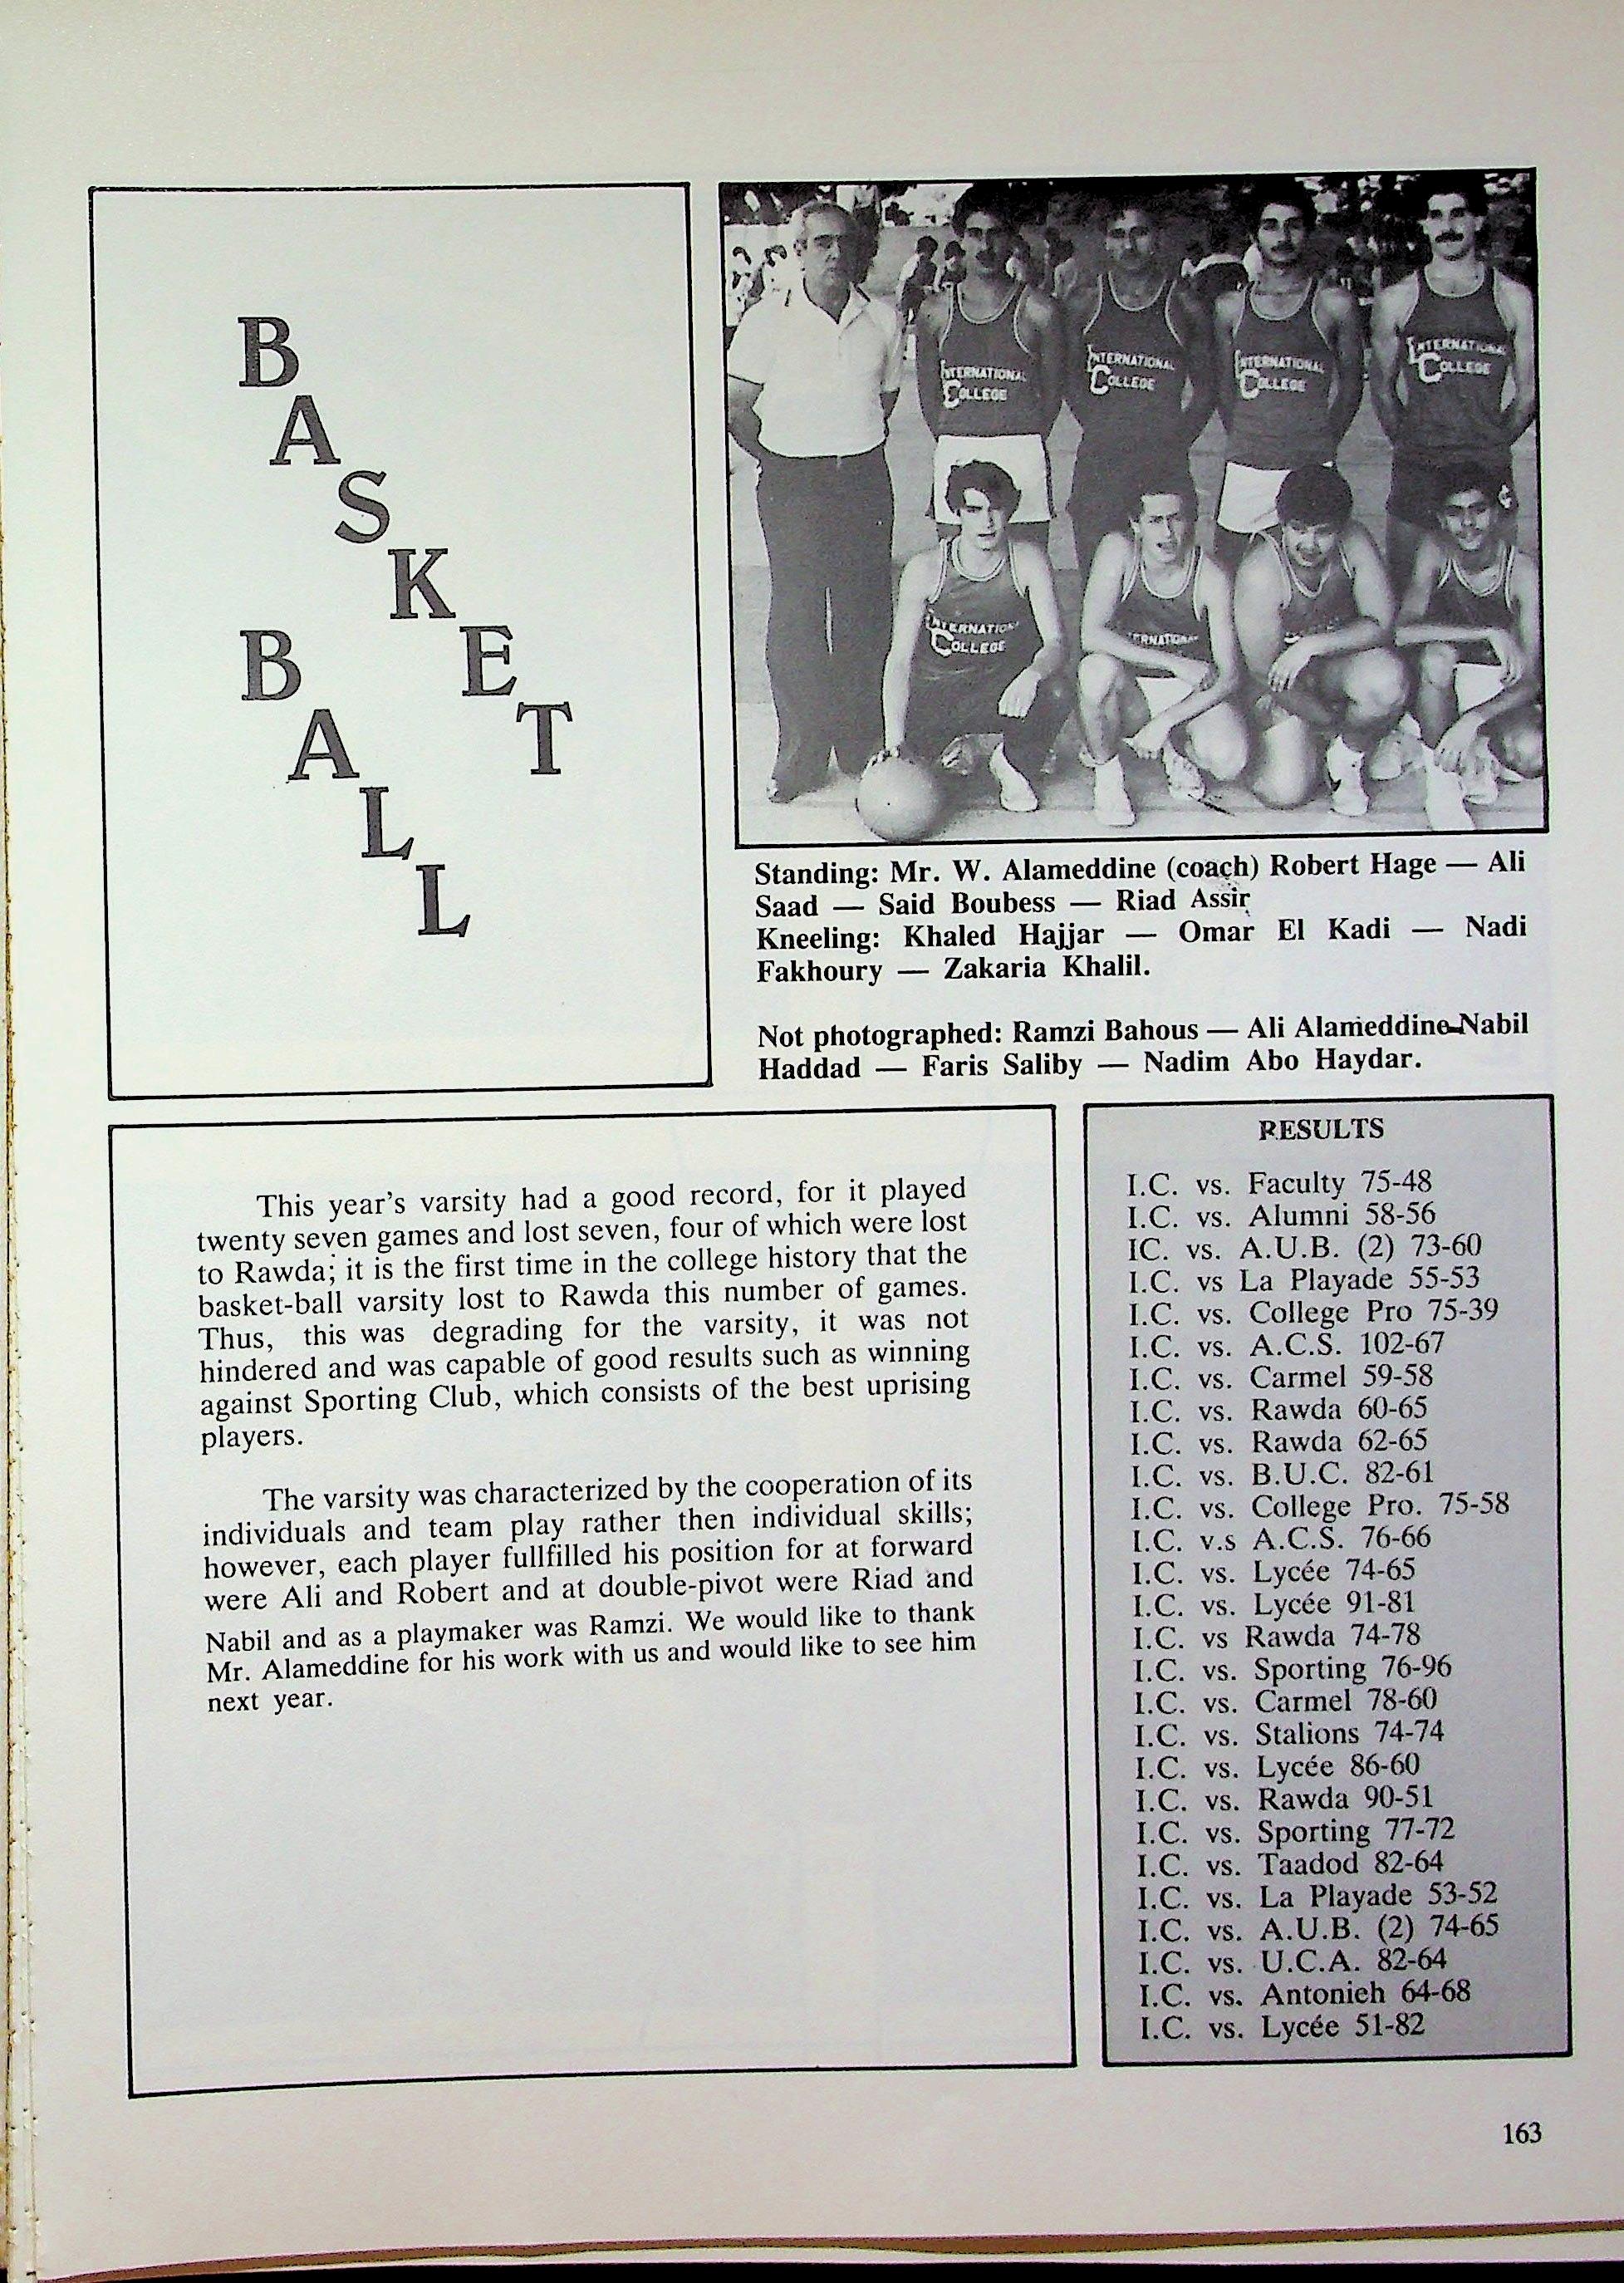 BASKET
BALL
INTERNATIONAL
COLLEGE
INTERNATIONAL
COLLEGE
INTERNATIONAL
COLLEGE
INTERNATIONAL
COLLEGE
INTERNATION
COLLEGE
Standing: Mr. W. Alameddine (coach) Robert Hage — Ali
Saad — Said Boubess — Riad Assir
Kneeling: Khaled Hajjar — Omar El Kadi — Nadi
Fakhoury — Zakaria Khalil.
Not photographed: Ramzi Bahous — Ali Alameddine-Nabil
Haddad — Faris Saliby — Nadim Abo Haydar.
This year's varsity had a good record, for it played
twenty seven games and lost seven, four of which were lost
to Rawda; it is the first time in the college history that the
basket-ball varsity lost to Rawda this number of games.
Thus, this was degrading for the varsity, it was not
hindered and was capable of good results such as winning
against Sporting Club, which consists of the best uprising
players.
The varsity was characterized by the cooperation of its
individuals and team play rather then individual skills;
however, each player fullfilled his position for at forward
were Ali and Robert and at double-pivot were Riad and
Nabil and as a playmaker was Ramzi. We would like to thank
Mr. Alameddine for his work with us and would like to see him
next year.
RESULTS
I.C. vs. Faculty 75-48
I.C. vs. Alumni 58-56
IC. vs. A.U.B. (2) 73-60
I.C. vs La Playade 55-53
I.C. vs. College Pro 75-39
I.C. vs. A.C.S. 102-67
I.C. vs. Carmel 59-58
I.C. vs. Rawda 60-65
I.C. vs. Rawda 62-65
I.C. vs. B.U.C. 82-61
I.C. vs. College Pro. 75-58
I.C. v.s A.C.S. 76-66
I.C. vs. Lycée 74-65
I.C. vs. Lycée 91-81
I.C. vs Rawda 74-78
I.C. vs. Sporting 76-96
I.C. vs. Carmel 78-60
I.C. vs. Stalions 74-74
I.C. vs. Lycée 86-60
I.C. vs. Rawda 90-51
I.C. vs. Sporting 77-72
I.C. vs. Taadod 82-64
I.C. vs. La Playade 53-52
I.C. vs. A.U.B. (2) 74-65
I.C. vs. U.C.A. 82-64
I.C. vs. Antonieh 64-68
I.C. vs. Lycée 51-82
163